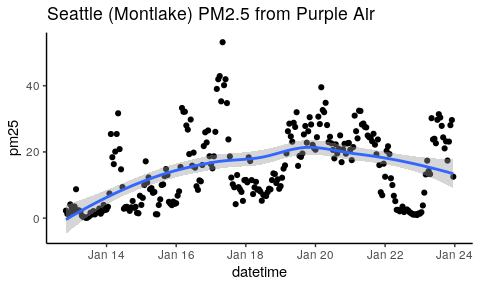 Seattle (Montlake) PM2.5 from Purple Air
pm25
40
20
0
Jan 14 Jan 16 Jan 18 Jan 20 Jan 22 Jan 24
datetime